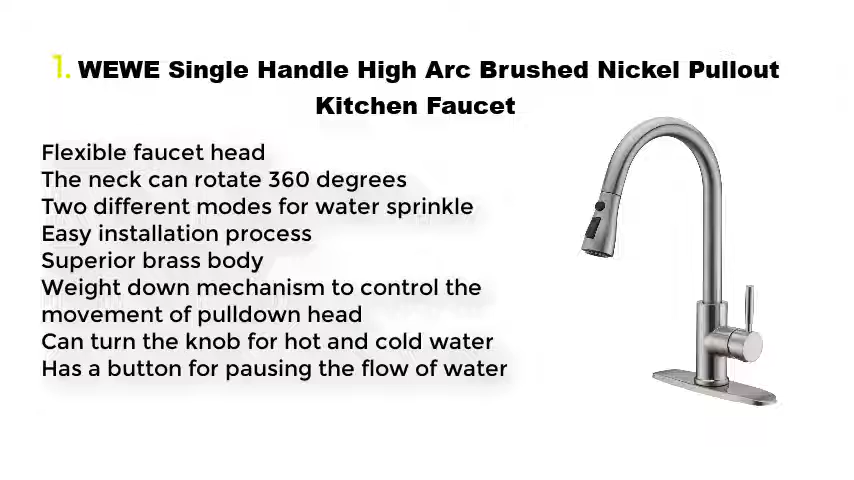 1. WEWE Single Handle High Arc Brushed Nickel Pullout
Kitchen Faucet
Flexible faucet head
The neck can rotate 360 degrees
Two different modes for water sprinkle
Easy installation process
Superior brass body
Weight down mechanism to control the
movement of pulldown head
Can turn the knob for hot and cold water
Has a button for pausing the flow of water